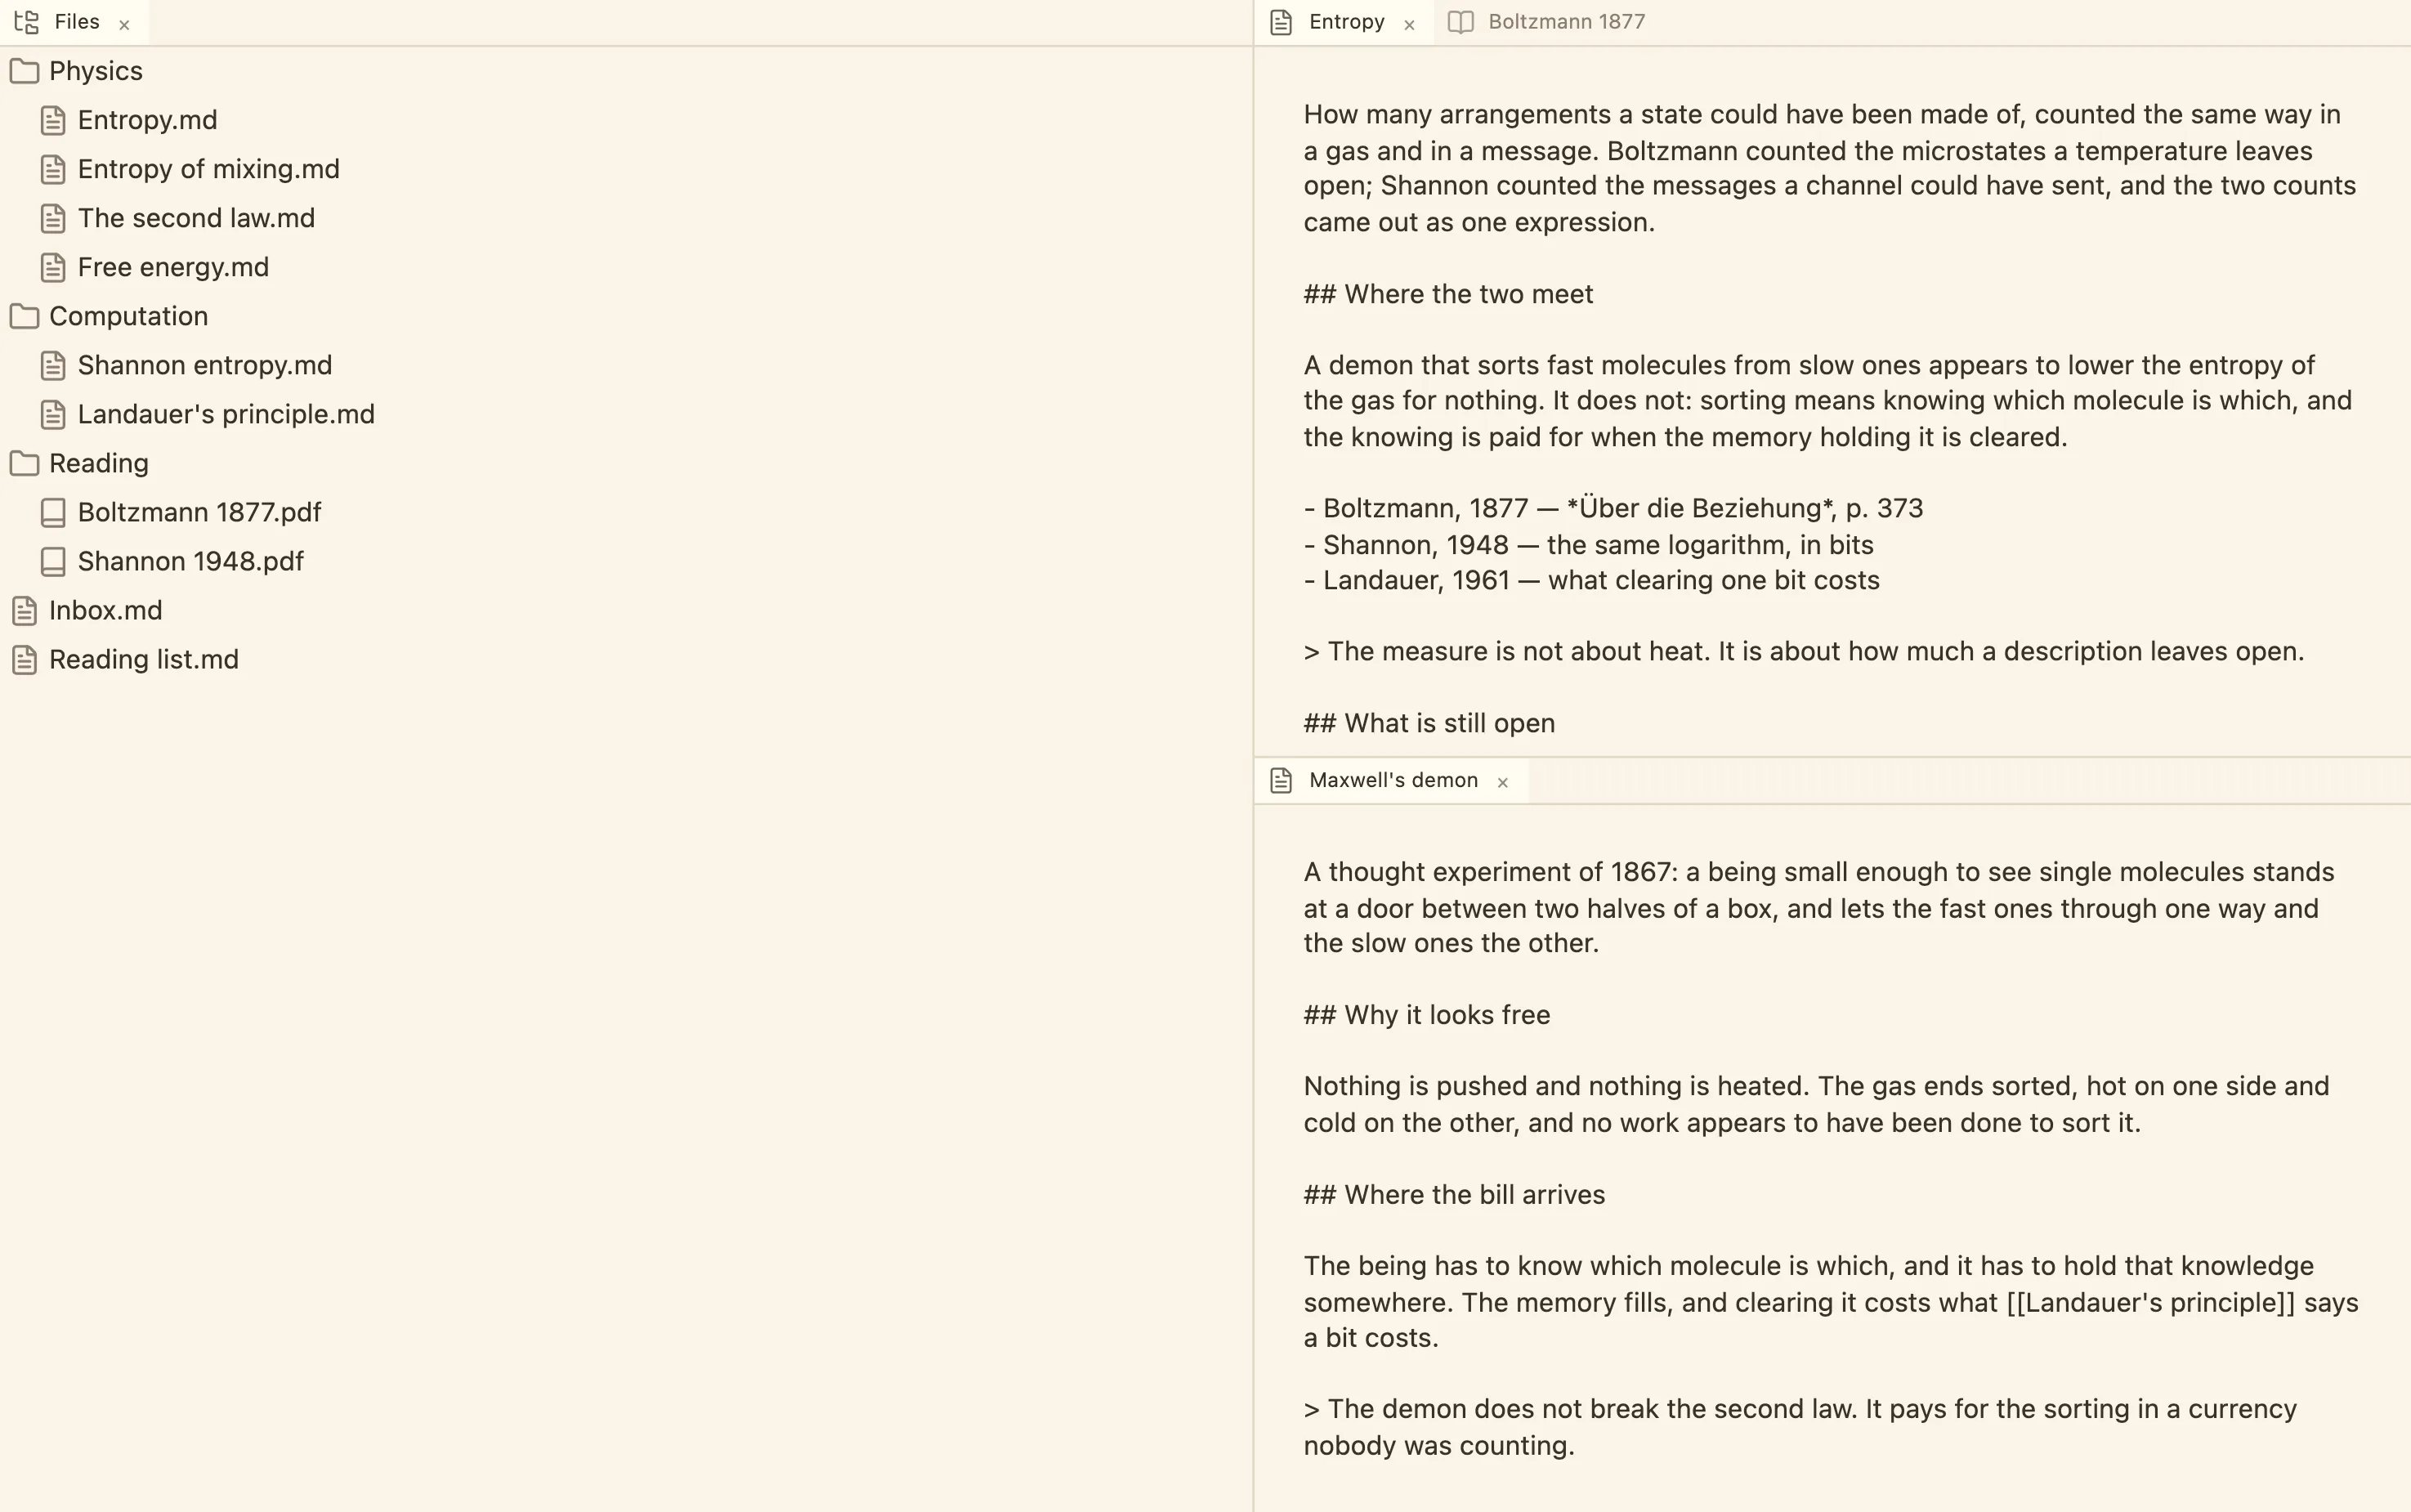 Files ×
Physics
Entropy.md
Entropy of mixing.md
The second law.md
Free energy.md
Computation
Shannon entropy.md
Landauer's principle.md
Reading
Boltzmann 1877.pdf
Shannon 1948.pdf
Inbox.md
Reading list.md
Entropy × Boltzmann 1877
How many arrangements a state could have been made of, counted the same way in
a gas and in a message. Boltzmann counted the microstates a temperature leaves
open; Shannon counted the messages a channel could have sent, and the two counts
came out as one expression.
## Where the two meet
A demon that sorts fast molecules from slow ones appears to lower the entropy of
the gas for nothing. It does not: sorting means knowing which molecule is which, and
the knowing is paid for when the memory holding it is cleared.
- Boltzmann, 1877 — *Über die Beziehung*, p. 373
- Shannon, 1948 — the same logarithm, in bits
- Landauer, 1961 — what clearing one bit costs
> The measure is not about heat. It is about how much a description leaves open.
## What is still open
Maxwell's demon ×
A thought experiment of 1867: a being small enough to see single molecules stands
at a door between two halves of a box, and lets the fast ones through one way and
the slow ones the other.
## Why it looks free
Nothing is pushed and nothing is heated. The gas ends sorted, hot on one side and
cold on the other, and no work appears to have been done to sort it.
## Where the bill arrives
The being has to know which molecule is which, and it has to hold that knowledge
somewhere. The memory fills, and clearing it costs what [[Landauer's principle]] says
a bit costs.
> The demon does not break the second law. It pays for the sorting in a currency
nobody was counting.